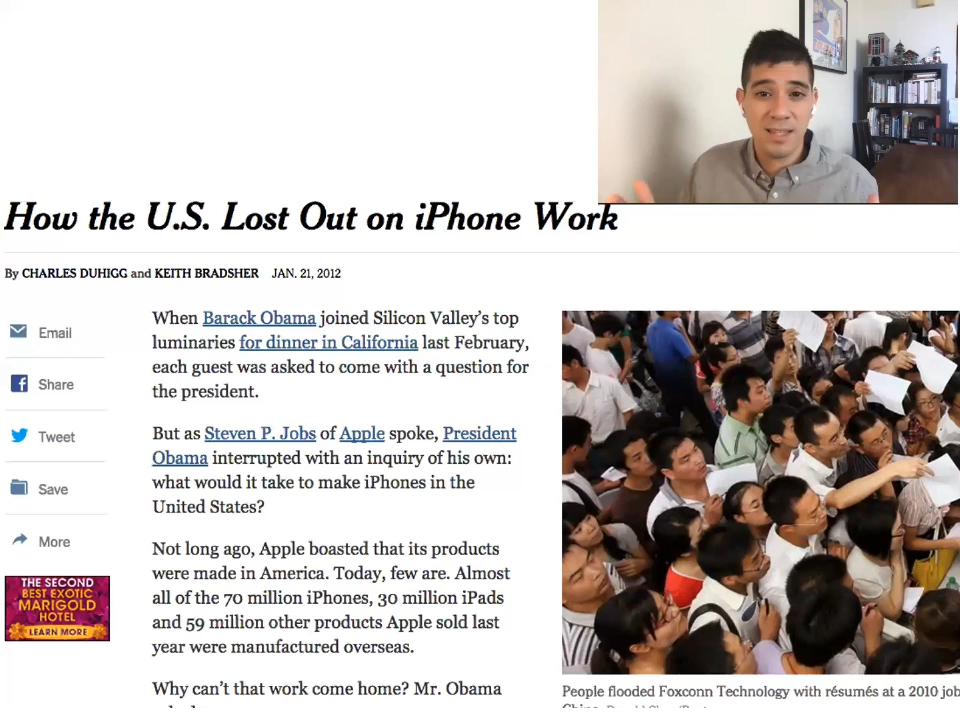 How the U.S. Lost Out on iPhone Work
By CHARLES DUHIGG and KEITH BRADSHER JAN. 21, 2012
Email
Share
Tweet
Save
More
THE SECOND
BEST EXOTIC
MARIGOLD
HOTEL
LEARN MORE
When Barack Obama joined Silicon Valley's top
luminaries for dinner in California last February,
each guest was asked to come with a question for
the president.
But as Steven P. Jobs of Apple spoke, President
Obama interrupted with an inquiry of his own:
what would it take to make iPhones in the
United States?
Not long ago, Apple boasted that its products
were made in America. Today, few are. Almost
all of the 70 million iPhones, 30 million iPads
and 59 million other products Apple sold last
year were manufactured overseas.
Why can't that work come home? Mr. Obama
People flooded Foxconn Technology with résumés at a 2010 job